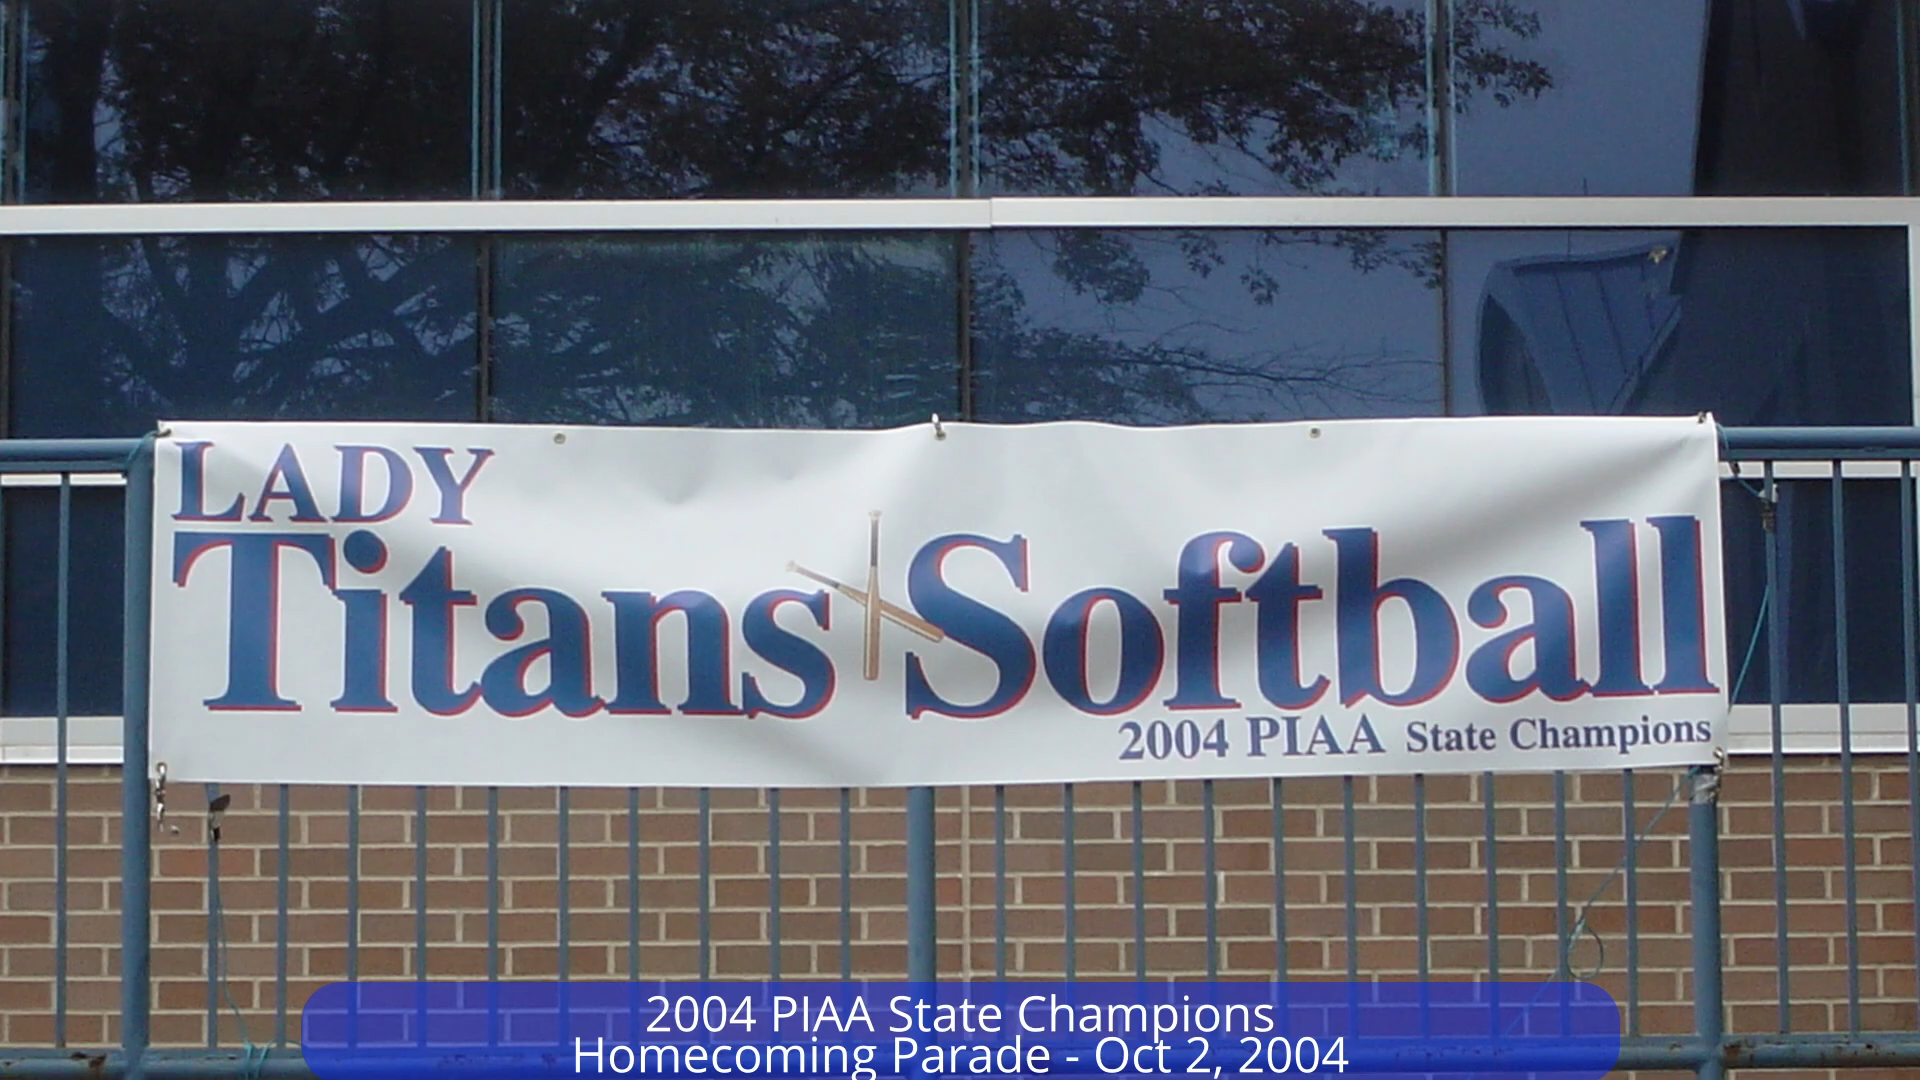 LADY
Titans Softball
2004 PIAA State Champions
2004 PIAA State Champions
Homecoming Parade - Oct 2, 2004